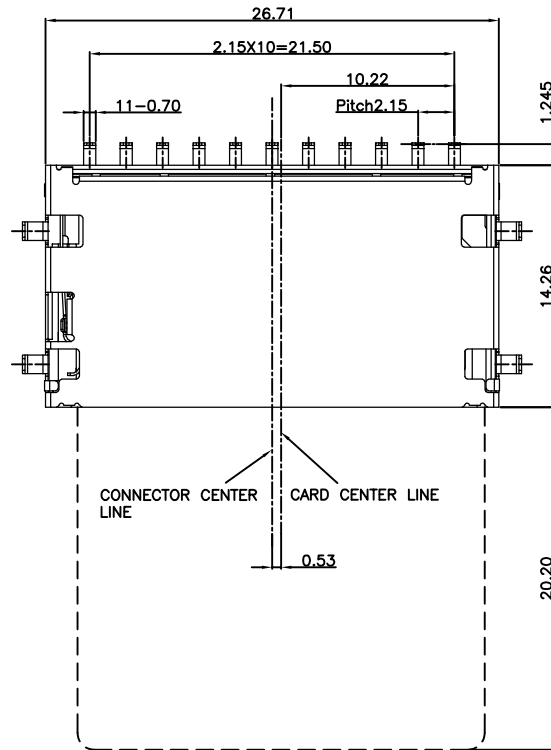 26.71
2.15X10=21.50
10.22
11-0.70
Pitch2.15
1.245
14.26
CONNECTOR CENTER
LINE
CARD CENTER LINE
0.53
20.20